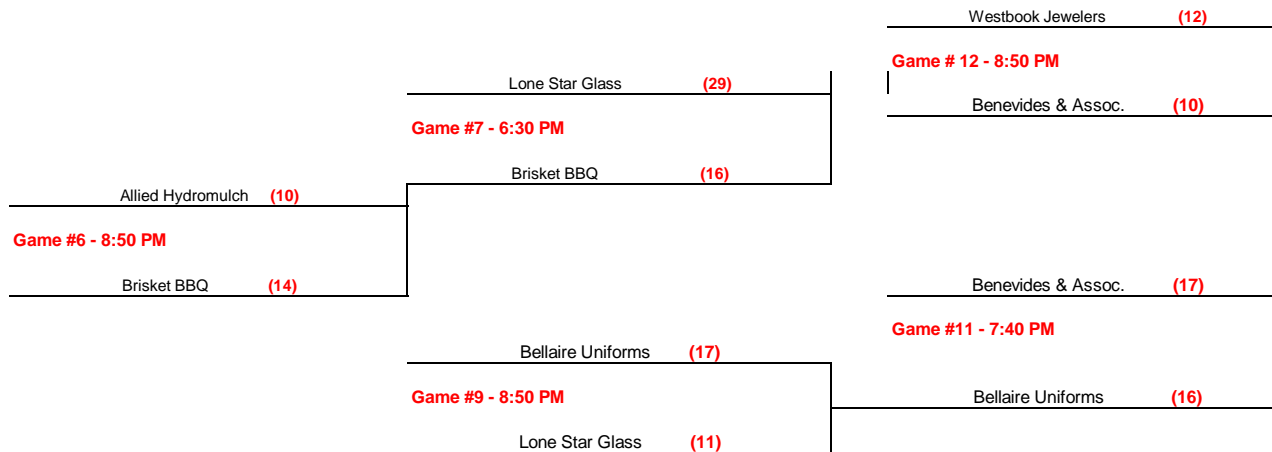 Westbook Jewelers (12)
Game # 12 - 8:50 PM
Lone Star Glass (29)
Benevides & Assoc. (10)
Game #7 - 6:30 PM
Brisket BBQ (16)
Allied Hydromulch (10)
Game #6 - 8:50 PM
Brisket BBQ (14)
Benevides & Assoc. (17)
Game #11 - 7:40 PM
Bellaire Uniforms (17)
Game #9 - 8:50 PM
Bellaire Uniforms (16)
Lone Star Glass (11)